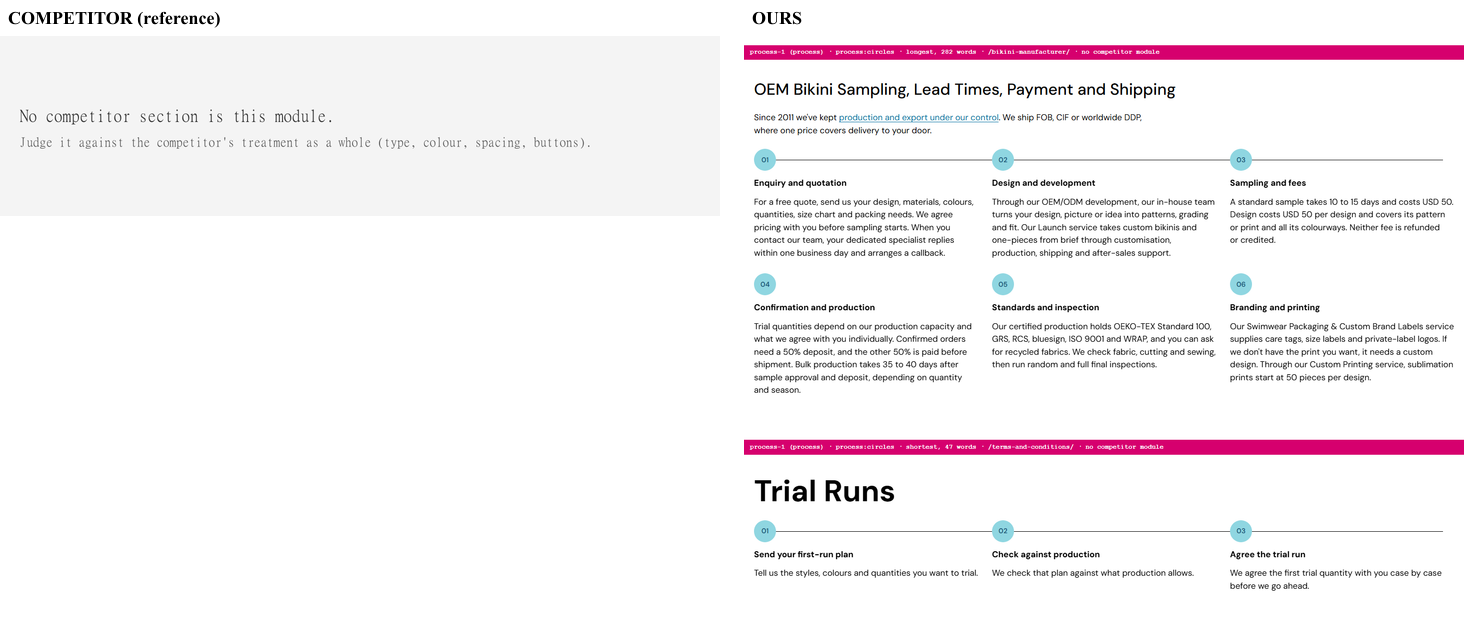 COMPETITOR (reference)
No competitor section is this module.
Judge it against the competitor's treatment as a whole (type, colour, spacing, buttons).
OURS
process-1 (process) · process:circles · longest, 282 words · /bikini-manufacturer/ · no competitor module
OEM Bikini Sampling, Lead Times, Payment and Shipping
Since 2011 we've kept production and export under our control. We ship FOB, CIF or worldwide DDP,
where one price covers delivery to your door.
01
Enquiry and quotation
For a free quote, send us your design, materials, colours,
quantities, size chart and packing needs. We agree
pricing with you before sampling starts. When you
contact our team, your dedicated specialist replies
within one business day and arranges a callback.
02
Design and development
Through our OEM/ODM development, our in-house team
turns your design, picture or idea into patterns, grading
and fit. Our Launch service takes custom bikinis and
one-pieces from brief through customisation,
production, shipping and after-sales support.
03
Sampling and fees
A standard sample takes 10 to 15 days and costs USD 50.
Design costs USD 50 per design and covers its pattern
or print and all its colourways. Neither fee is refunded
or credited.
04
Confirmation and production
Trial quantities depend on our production capacity and
what we agree with you individually. Confirmed orders
need a 50% deposit, and the other 50% is paid before
shipment. Bulk production takes 35 to 40 days after
sample approval and deposit, depending on quantity
and season.
05
Standards and inspection
Our certified production holds OEKO-TEX Standard 100,
GRS, RCS, bluesign, ISO 9001 and WRAP, and you can ask
for recycled fabrics. We check fabric, cutting and sewing,
then run random and full final inspections.
06
Branding and printing
Our Swimwear Packaging & Custom Brand Labels service
supplies care tags, size labels and private-label logos. If
we don't have the print you want, it needs a custom
design. Through our Custom Printing service, sublimation
prints start at 50 pieces per design.
process-1 (process) · process:circles · shortest, 47 words · /terms-and-conditions/ · no competitor module
Trial Runs
01
Send your first-run plan
Tell us the styles, colours and quantities you want to trial.
02
Check against production
We check that plan against what production allows.
03
Agree the trial run
We agree the first trial quantity with you case by case
before we go ahead.